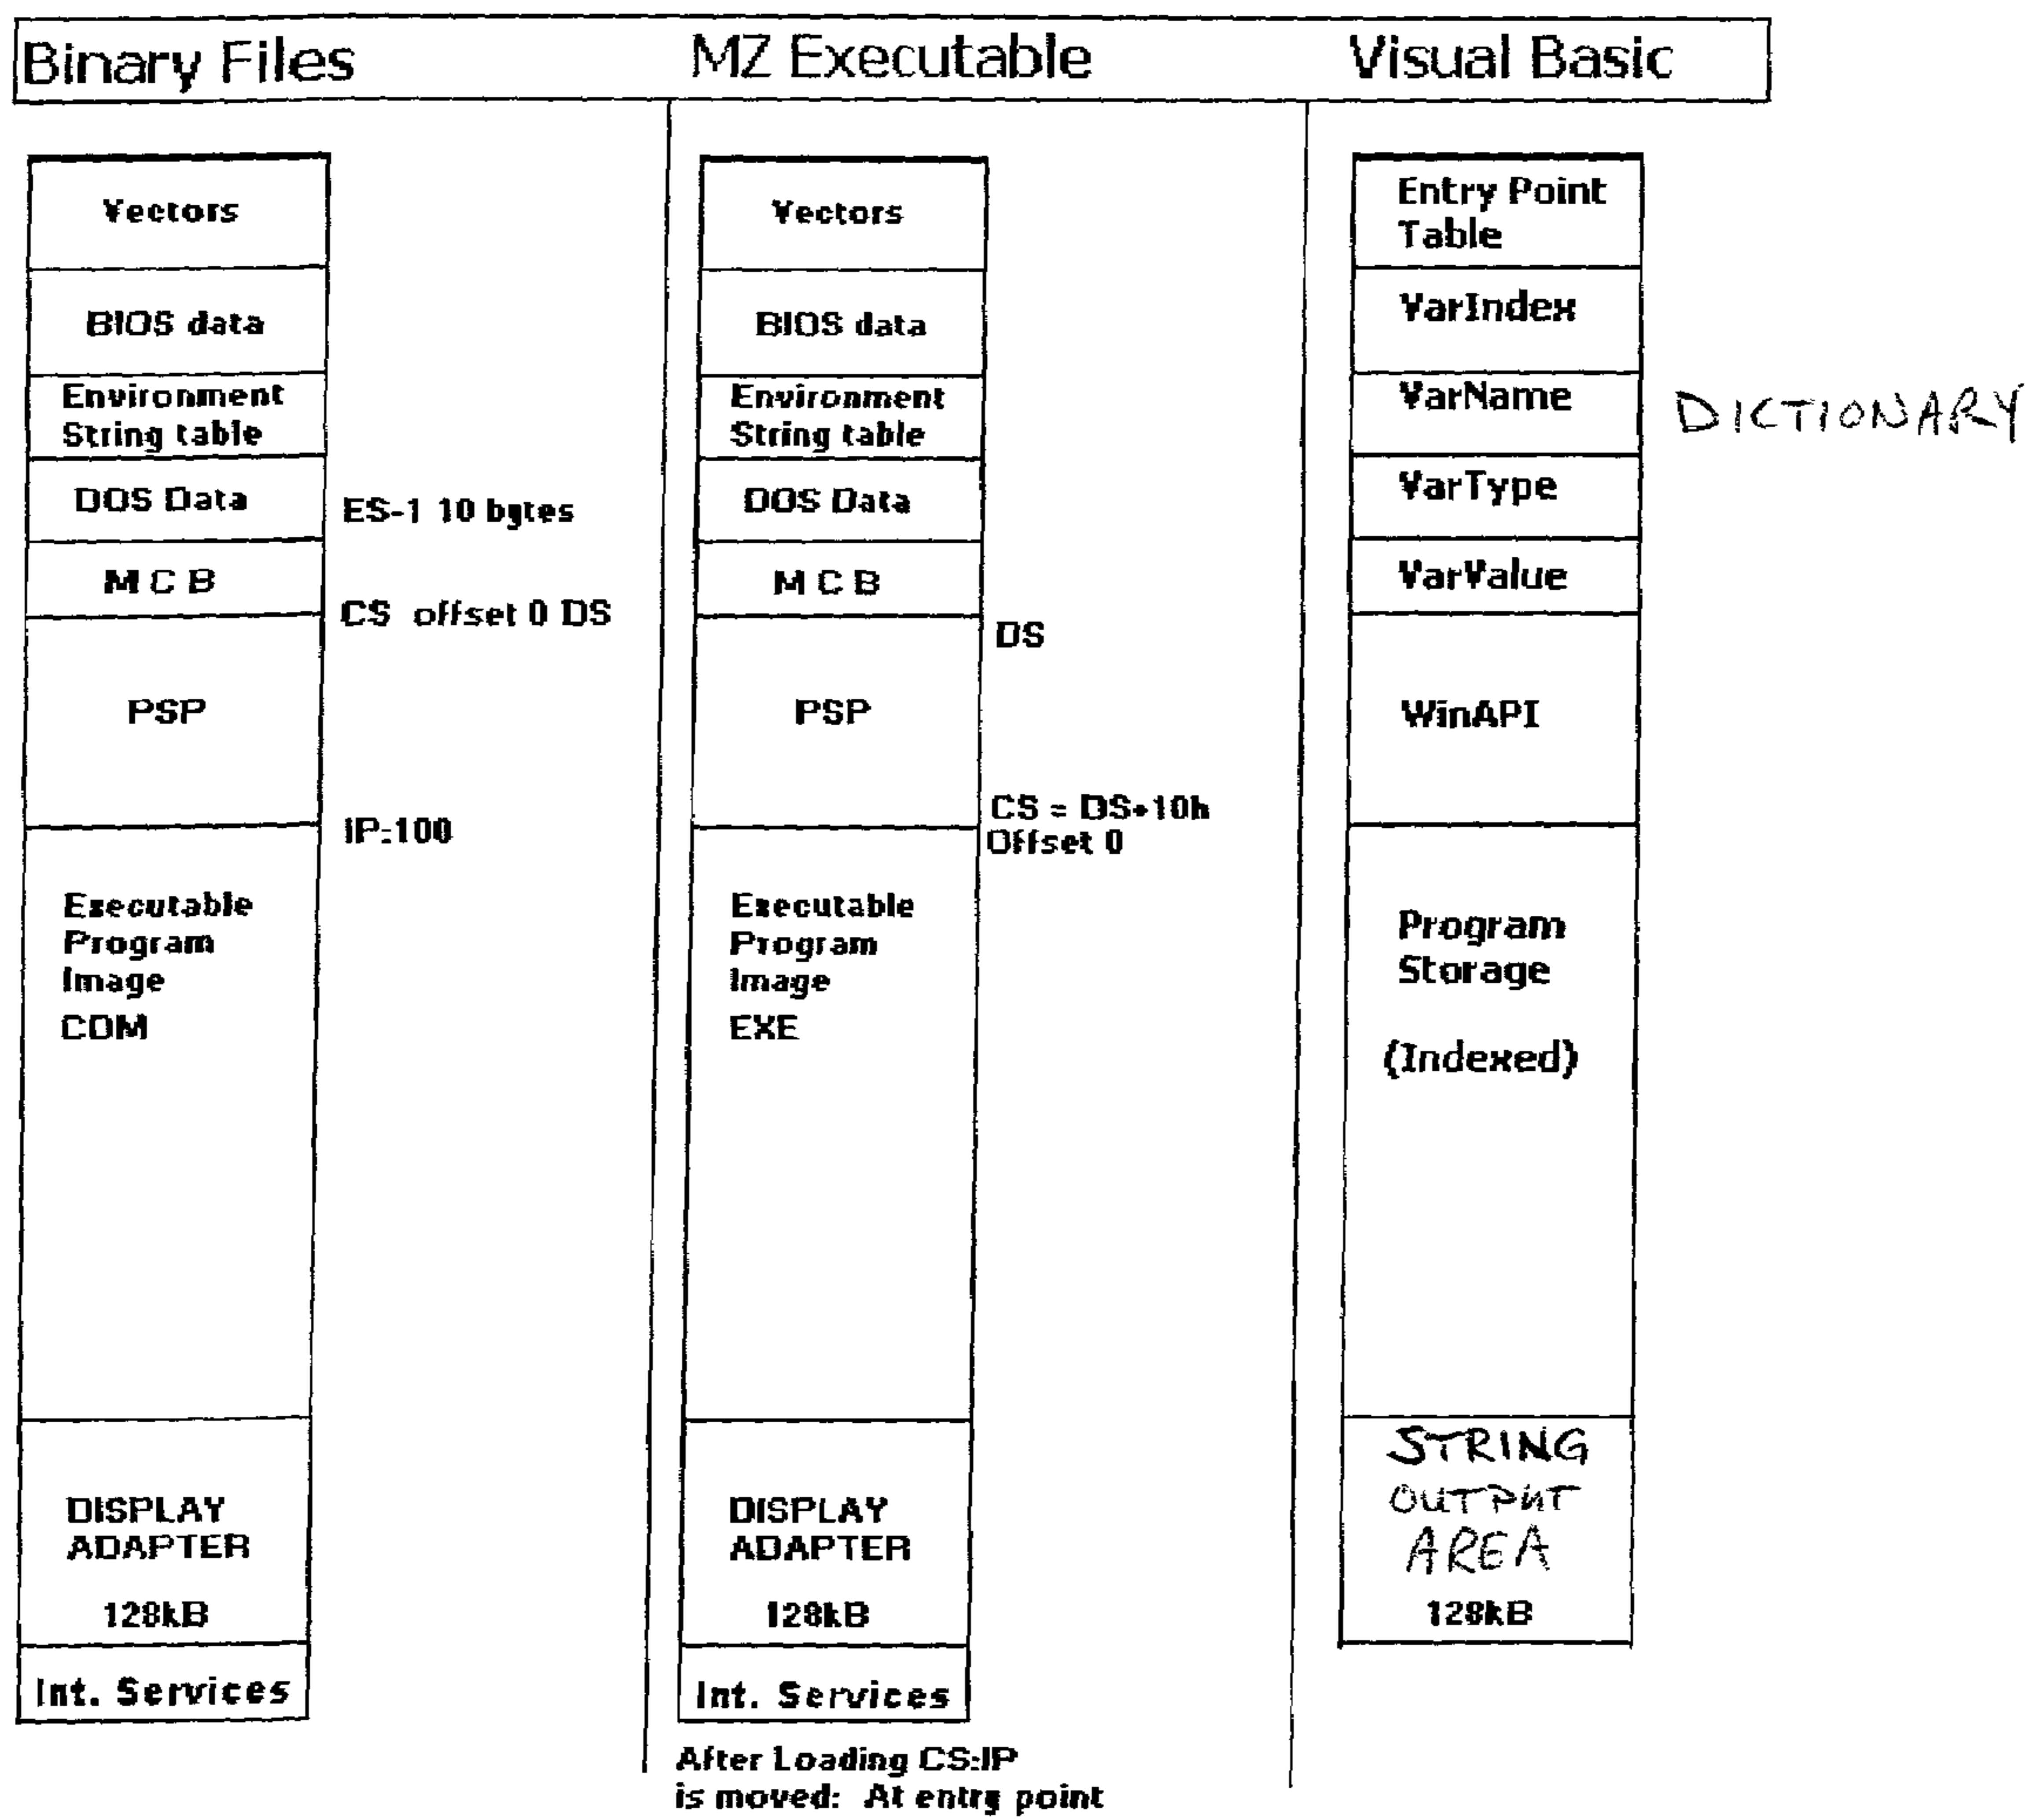 Binary Files
MZ Executable
Visual Basic
Vectors
BIOS data
Environment
String table
DOS Data
ES-1 10 bytes
M C B
CS offset 0 DS
PSP
IP=100
Executable
Program
Image
COM
DISPLAY
ADAPTER
128kB
Int. Services
Vectors
BIOS data
Environment
String table
DOS Data
M C B
DS
PSP
CS = DS+10h
Offset 0
Executable
Program
Image
EXE
DISPLAY
ADAPTER
128kB
Int. Services
After Loading CS:IP
is moved: At entry point
Entry Point
Table
VarIndex
VarName
DICTIONARY
VarType
VarValue
WinAPI
Program
Storage
(Indexed)
STRING
OUTPUT
AREA
128kB